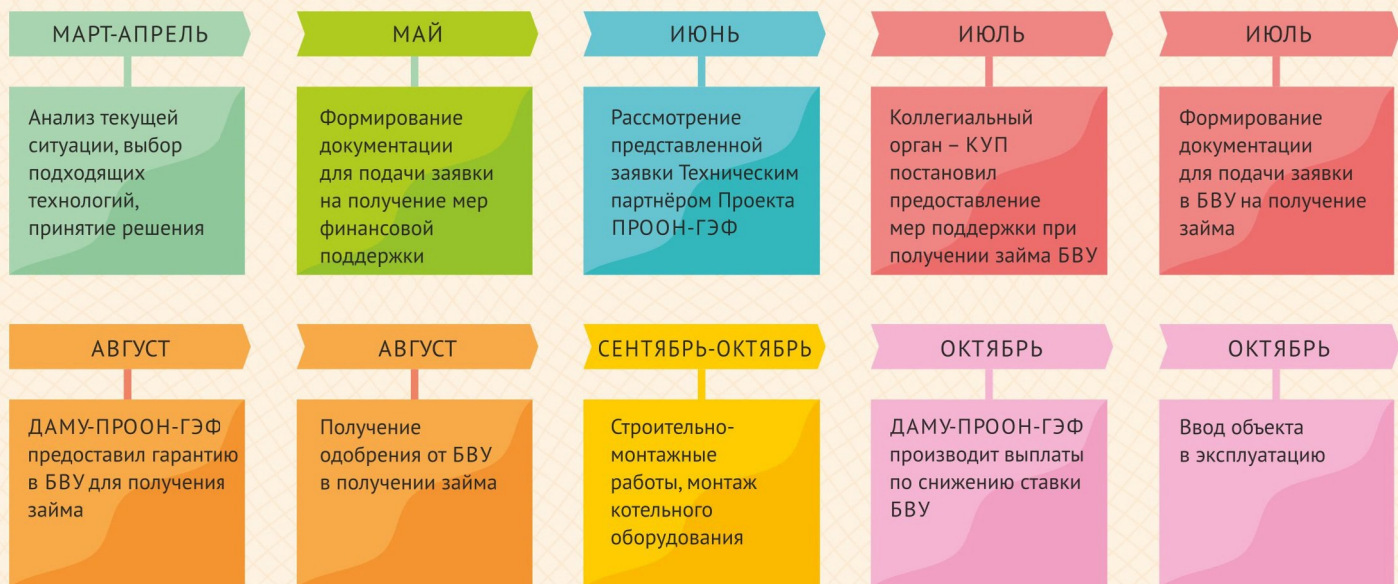 МАРТ-АПРЕЛЬ
Анализ текущей
ситуации, выбор
подходящих
технологий,
принятие решения
МАЙ
Формирование
документации
для подачи заявки
на получение мер
финансовой
поддержки
ИЮНЬ
Рассмотрение
представленной
заявки Техническим
партнёром Проекта
ПРООН-ГЭФ
ИЮЛЬ
Коллегиальный
орган – КУП
постановил
предоставление
мер поддержки при
получении займа БВУ
ИЮЛЬ
Формирование
документации
для подачи заявки
в БВУ на получение
займа
АВГУСТ
ДАМУ-ПРООН-ГЭФ
предоставил гарантию
в БВУ для получения
займа
АВГУСТ
Получение
одобрения от БВУ
в получении займа
СЕНТЯБРЬ-ОКТЯБРЬ
Строительно-
монтажные
работы, монтаж
котельного
оборудования
ОКТЯБРЬ
ДАМУ-ПРООН-ГЭФ
производит выплаты
по снижению ставки
БВУ
ОКТЯБРЬ
Ввод объекта
в эксплуатацию